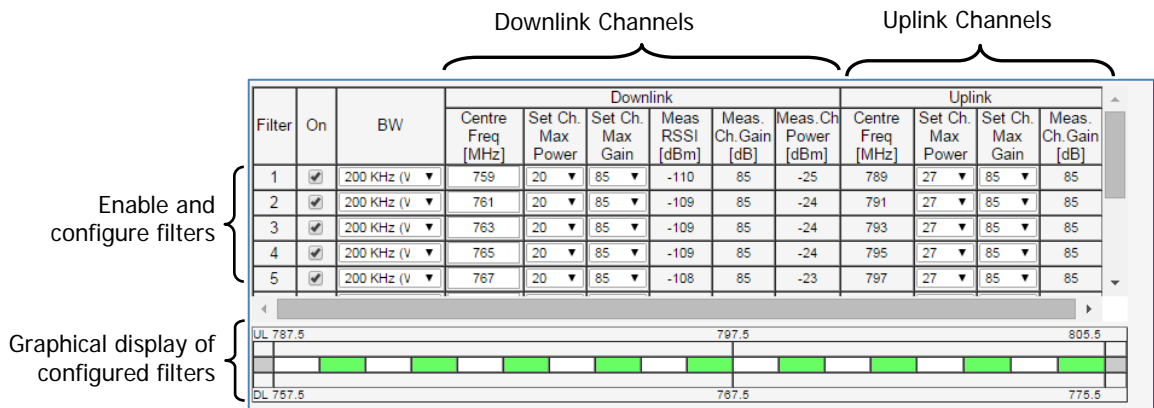 Downlink Channels Uplink Channels
Downlink Uplink
Filter On BW Centre Freq [MHz] Set Ch. Max Power Set Ch. Max Gain Meas RSSI [dBm] Meas. Ch.Gain [dB] Meas.Ch Power [dBm] Centre Freq [MHz] Set Ch. Max Power Set Ch. Max Gain Meas. Ch.Gain [dB]
1 200 KHz (V 759 20 85 -110 85 -25 789 27 85 85
2 200 KHz (V 761 20 85 -109 85 -24 791 27 85 85
3 200 KHz (V 763 20 85 -109 85 -24 793 27 85 85
4 200 KHz (V 765 20 85 -109 85 -24 795 27 85 85
5 200 KHz (V 767 20 85 -108 85 -23 797 27 85 85
Enable and
configure filters
UL 787.5 797.5 805.5
Graphical display of
configured filters
DL 757.5 767.5 775.5